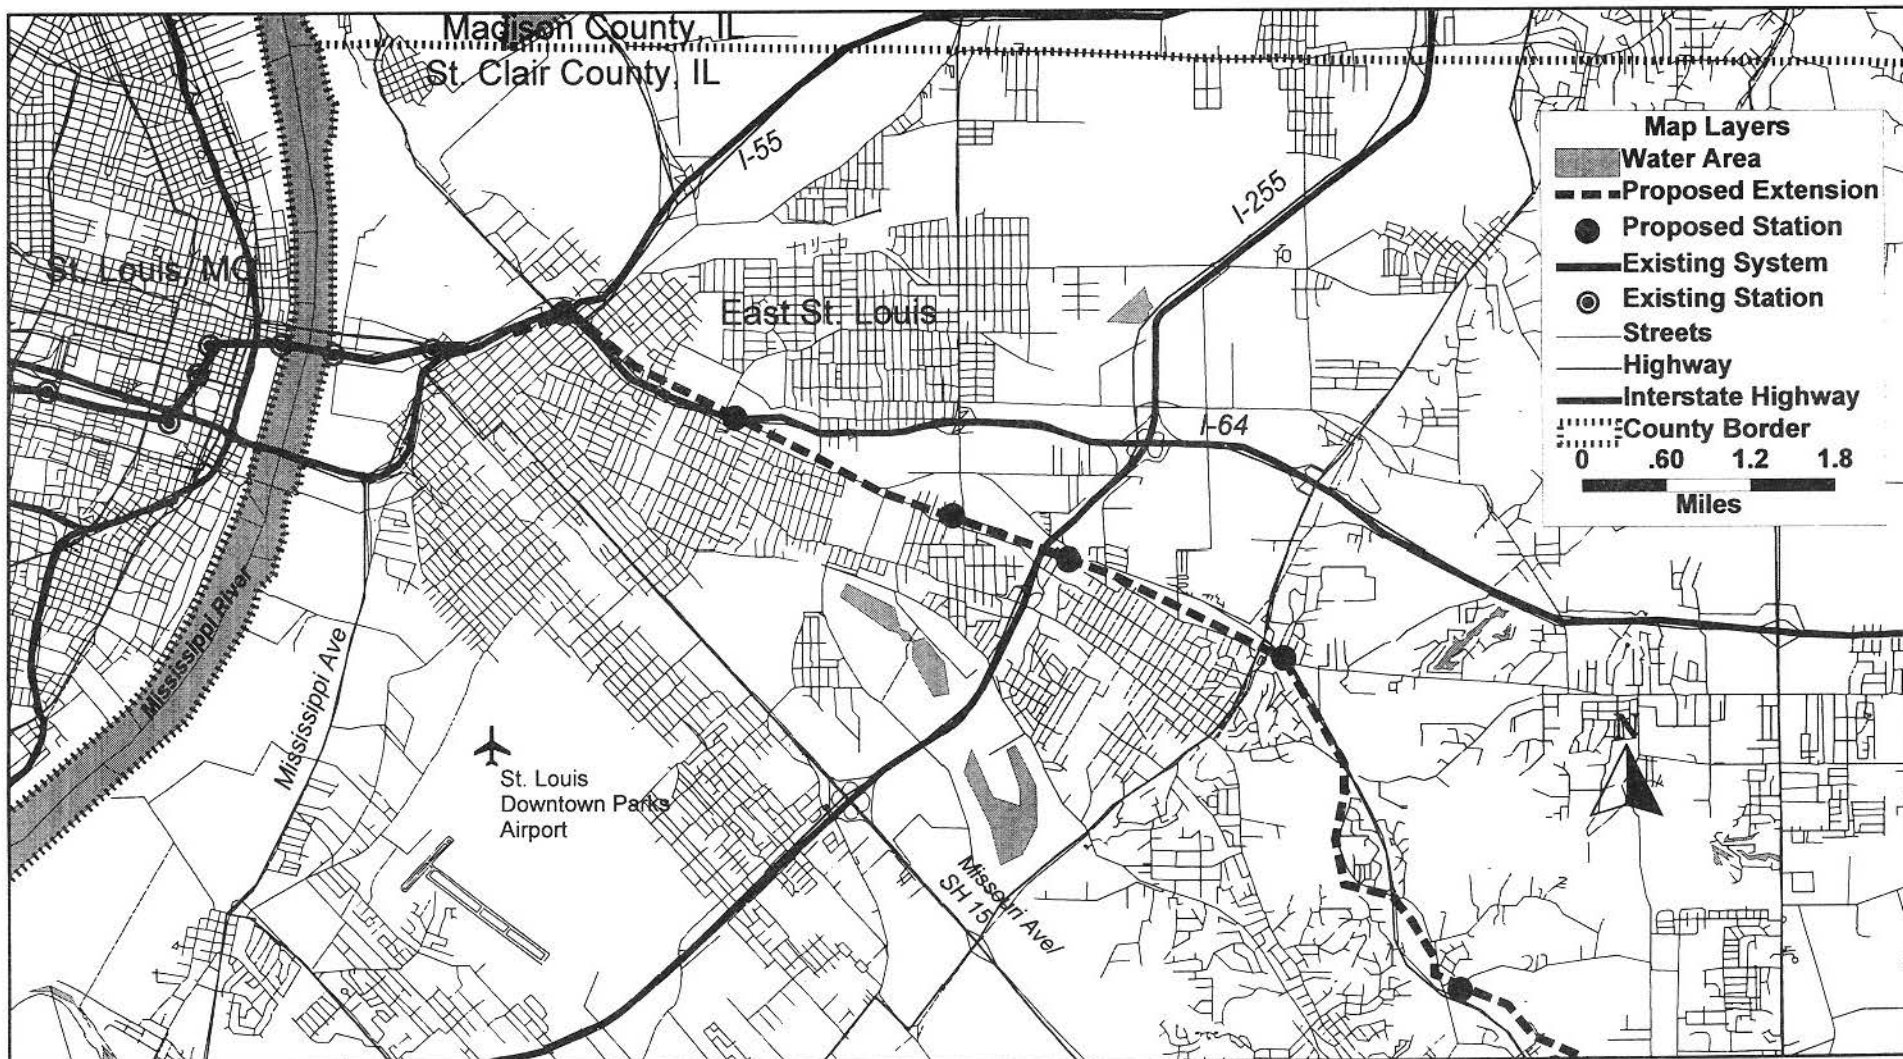 Madison County, IL
St. Clair County, IL
I-55
I-255
St. Louis, MO
East St. Louis
I-64
Mississippi River
Mississippi Ave
St. Louis
Downtown Parks
Airport
Missouri Ave/
SH 15
Map Layers
Water Area
Proposed Extension
Proposed Station
Existing System
Existing Station
Streets
Highway
Interstate Highway
County Border
0 .60 1.2 1.8
Miles
N